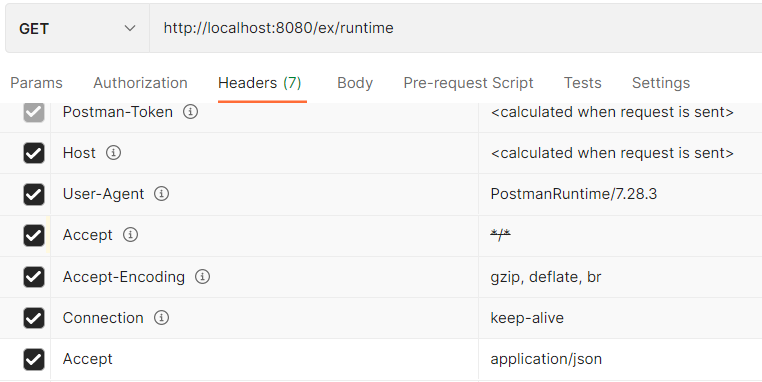 GET http://localhost:8080/ex/runtime
Params Authorization Headers (7) Body Pre-request Script Tests Settings
Postman-Token <calculated when request is sent>
Host <calculated when request is sent>
User-Agent PostmanRuntime/7.28.3
Accept */*
Accept-Encoding gzip, deflate, br
Connection keep-alive
Accept application/json